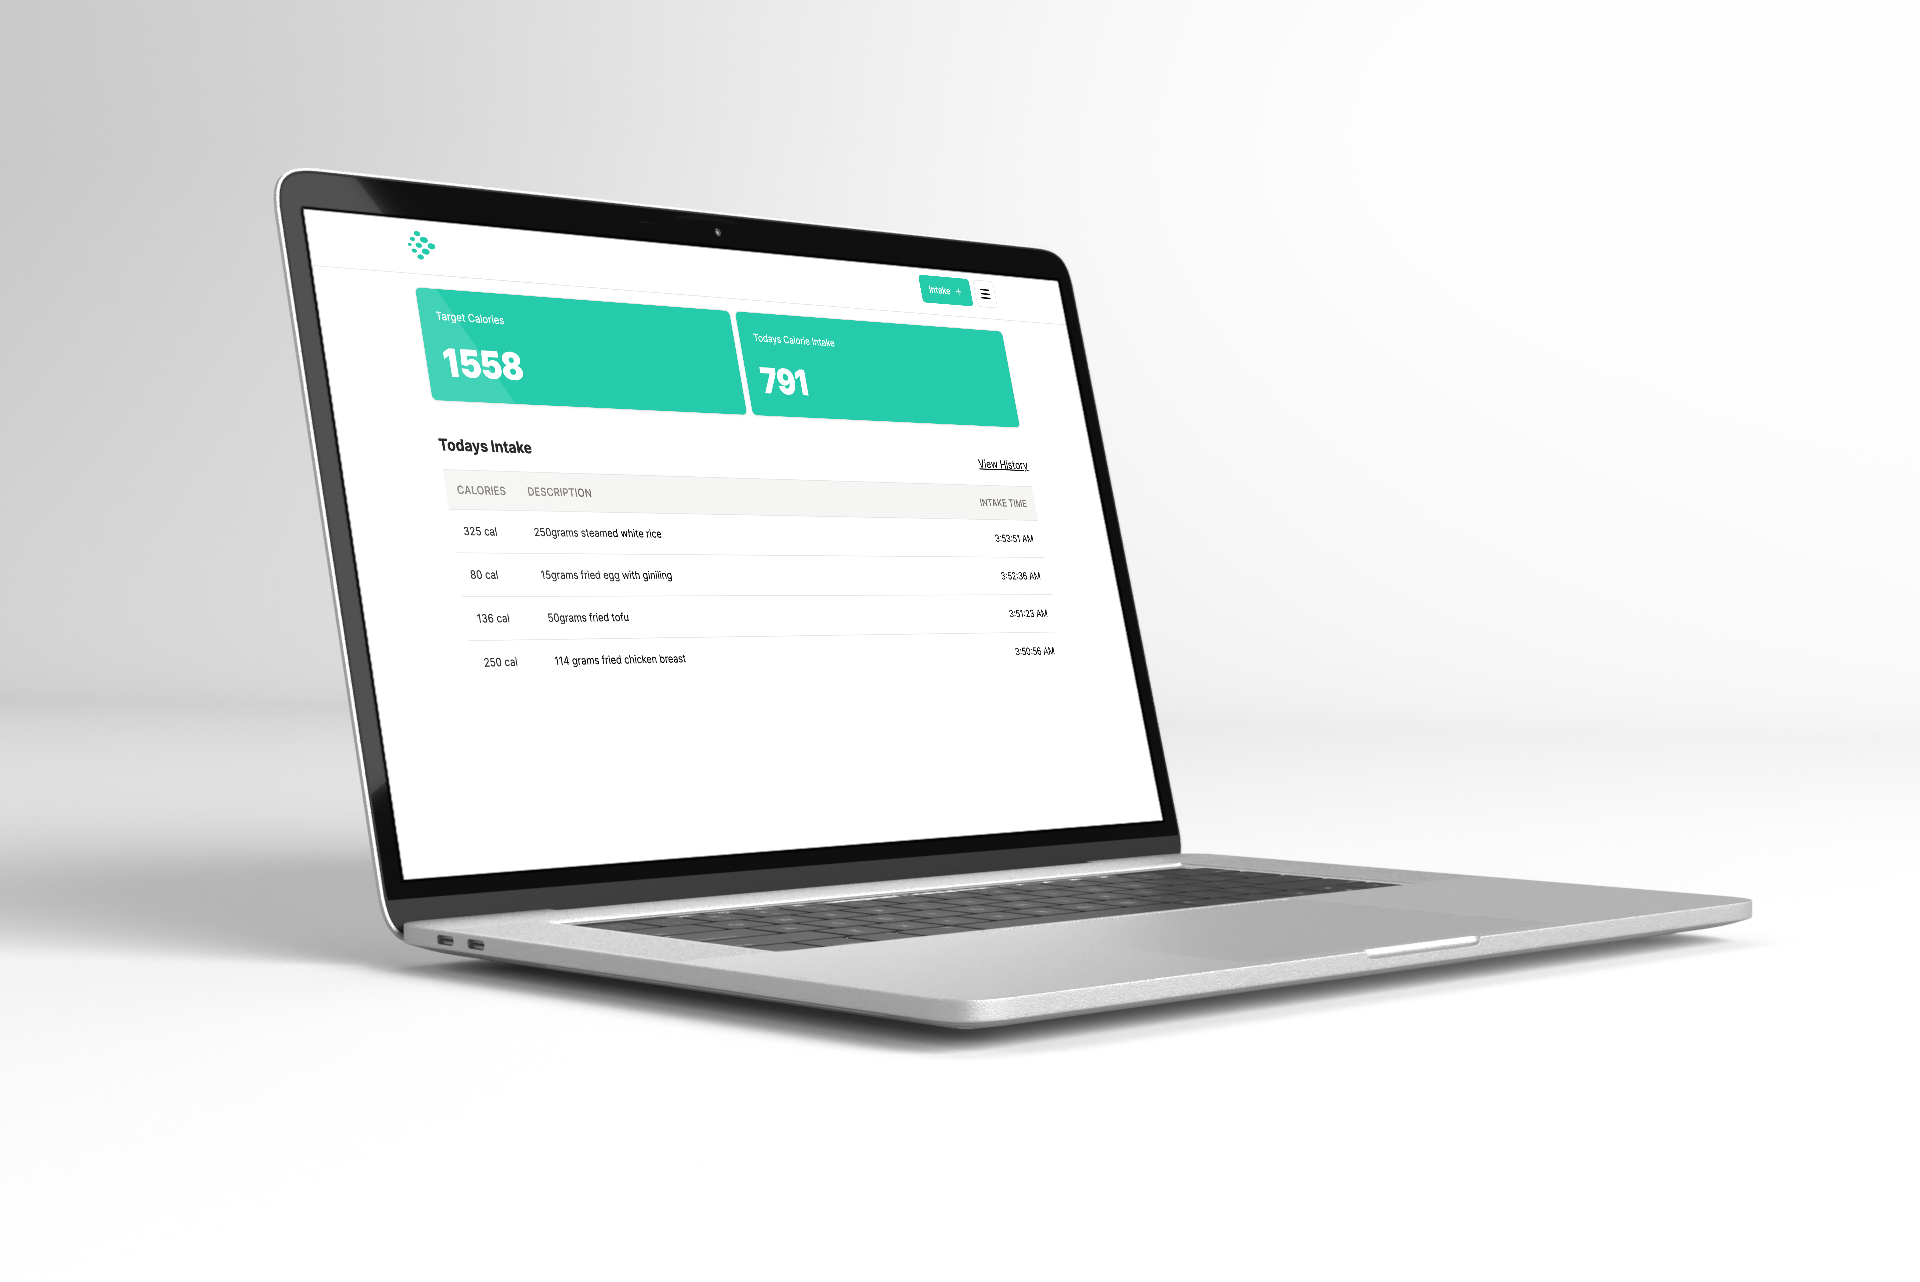 Intake +
Target Calories
1558
Todays Calorie Intake
791
Todays Intake
View History
CALORIES DESCRIPTION INTAKE TIME
325 cal 250grams steamed white rice 3:53:51 AM
80 cal 15grams fried egg with giniling 3:52:36 AM
136 cal 50grams fried tofu 3:51:23 AM
250 cal 114 grams fried chicken breast 3:50:56 AM